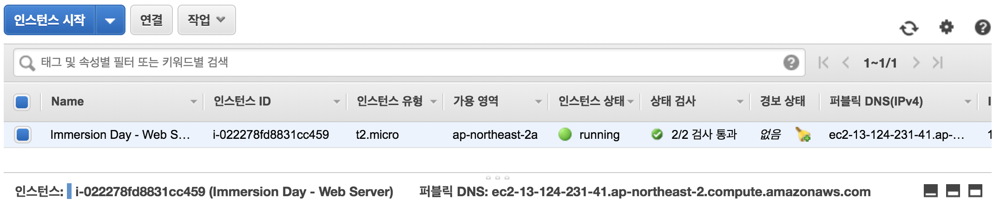 인스턴스 시작 연결 작업
태그 및 속성별 필터 또는 키워드별 검색 1~1/1
Name 인스턴스 ID 인스턴스 유형 가용 영역 인스턴스 상태 상태 검사 경보 상태 퍼블릭 DNS(IPv4)
Immersion Day - Web S... i-022278fd8831cc459 t2.micro ap-northeast-2a running 2/2 검사 통과 없음 ec2-13-124-231-41.ap-...
인스턴스: i-022278fd8831cc459 (Immersion Day - Web Server) 퍼블릭 DNS: ec2-13-124-231-41.ap-northeast-2.compute.amazonaws.com